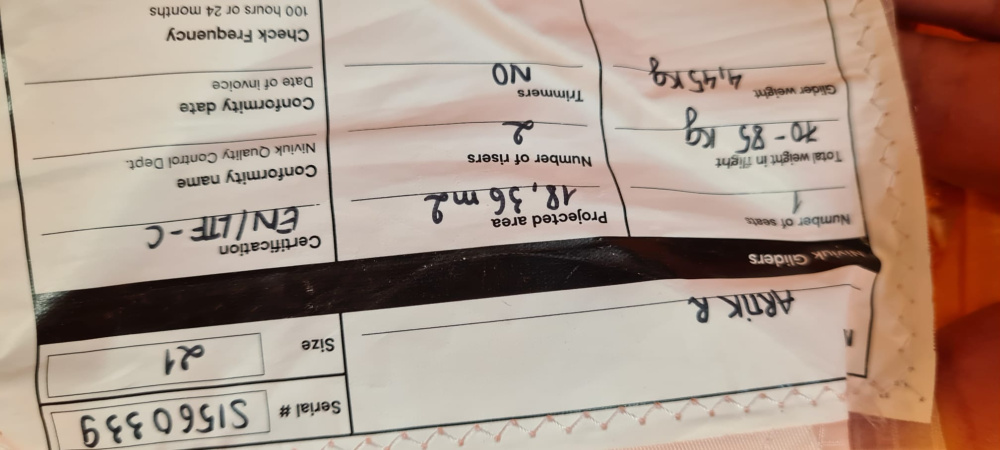 Serial # S1560339
Size 21
ARTIK R
Niviuk Gliders
Number of seats
1
Total weight in flight
70-85 Kg
Glider weight
4,45 Kg
Projected area
18,36 m2
Number of risers
2
Trimmers
NO
Certification
EN/LTF-C
Conformity name
Niviuk Quality Control Dept.
Conformity date
Date of invoice
Check Frequency
100 hours or 24 months